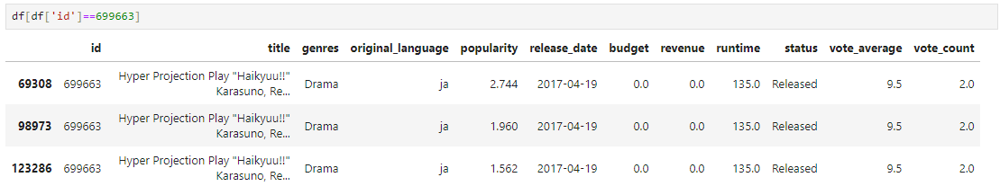 df[df['id']==699663]
id title genres original_language popularity release_date budget revenue runtime status vote_average vote_count
69308 699663 Hyper Projection Play "Haikyuu!!" Karasuno, Re... Drama ja 2.744 2017-04-19 0.0 0.0 135.0 Released 9.5 2.0
98973 699663 Hyper Projection Play "Haikyuu!!" Karasuno, Re... Drama ja 1.960 2017-04-19 0.0 0.0 135.0 Released 9.5 2.0
123286 699663 Hyper Projection Play "Haikyuu!!" Karasuno, Re... Drama ja 1.562 2017-04-19 0.0 0.0 135.0 Released 9.5 2.0